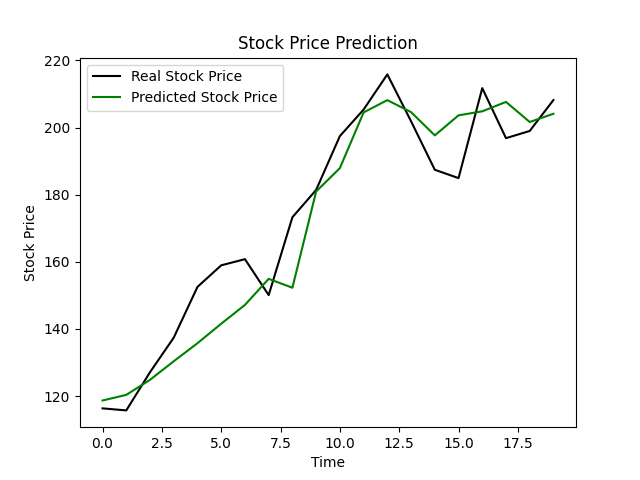 Stock Price Prediction
Real Stock Price
Predicted Stock Price
Stock Price
220
200
180
160
140
120
0.0 2.5 5.0 7.5 10.0 12.5 15.0 17.5
Time